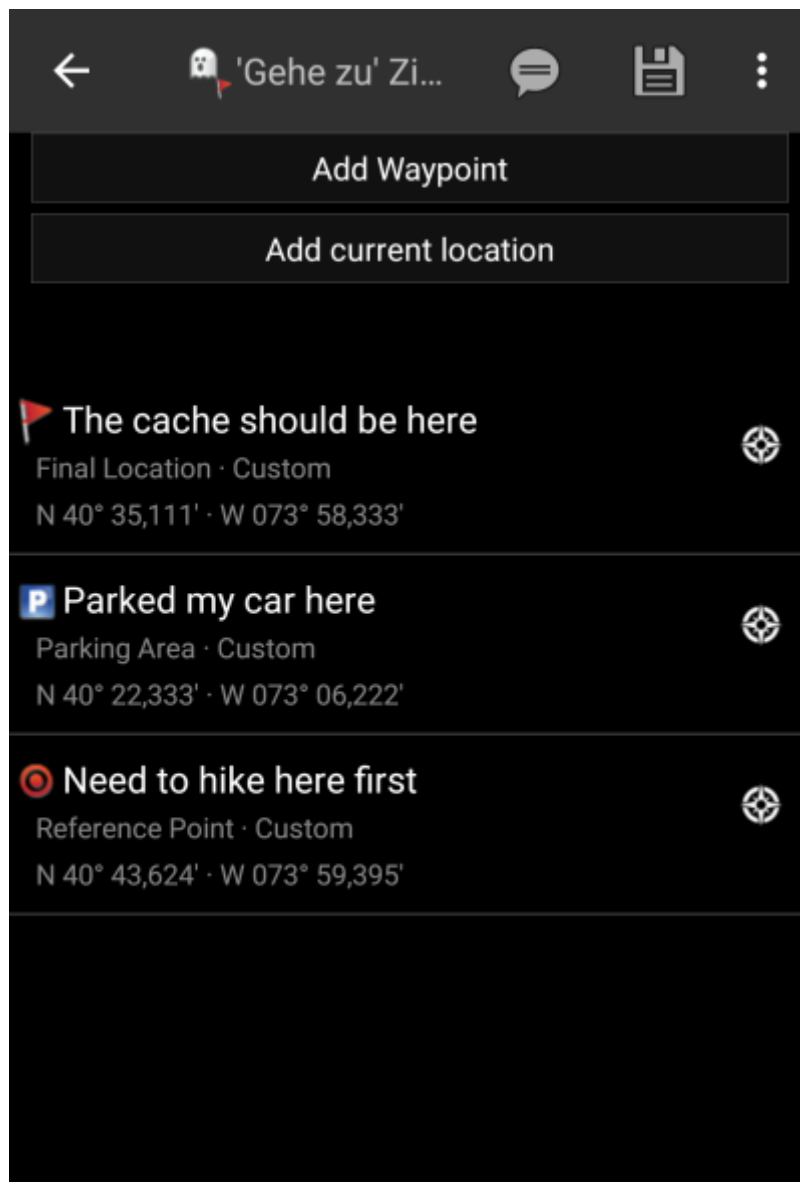 'Gehe zu' Zi...
Add Waypoint
Add current location
The cache should be here
Final Location · Custom
N 40° 35,111' · W 073° 58,333'
P Parked my car here
Parking Area · Custom
N 40° 22,333' · W 073° 06,222'
Need to hike here first
Reference Point · Custom
N 40° 43,624' · W 073° 59,395'